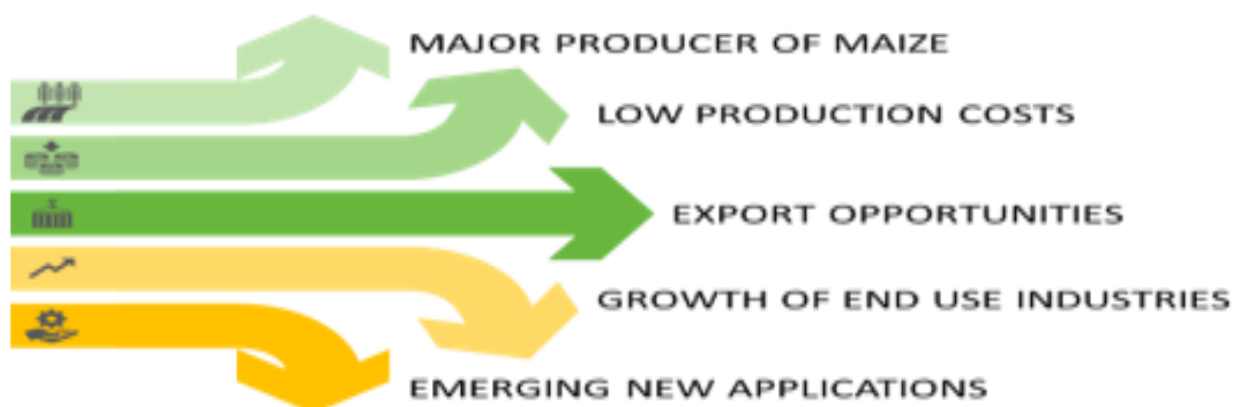 MAJOR PRODUCER OF MAIZE
LOW PRODUCTION COSTS
EXPORT OPPORTUNITIES
GROWTH OF END USE INDUSTRIES
EMERGING NEW APPLICATIONS